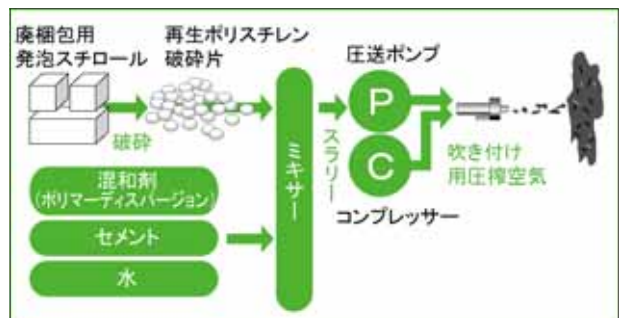 廃梱包用
発泡スチロール
破砕
再生ポリスチレン
破砕片
混和剤
(ポリマーディスパージョン)
セメント
水
ミキサー
スラリー
圧送ポンプ
P
C
コンプレッサー
吹き付け
用圧搾空気